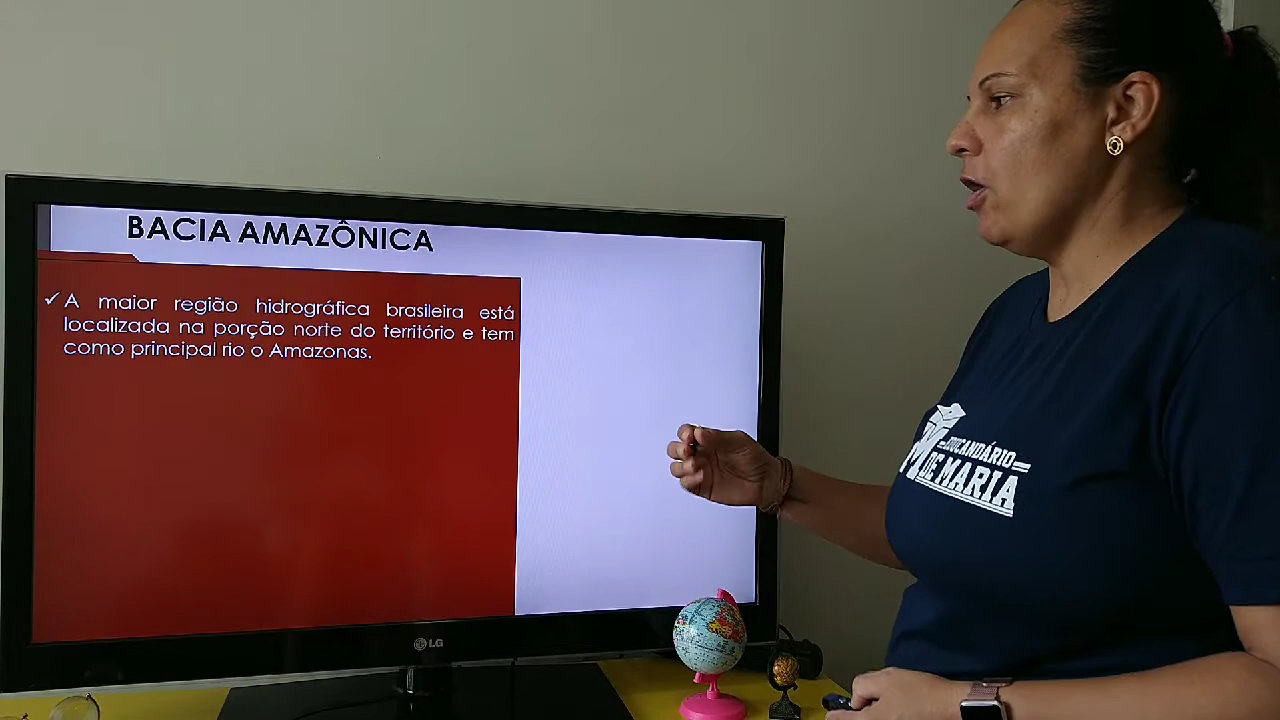 BACIA AMAZÔNICA
✓ A maior região hidrográfica brasileira está
localizada na porção norte do território e tem
como principal rio o Amazonas.
LG
EDUCANDÁRIO
DE MARIA